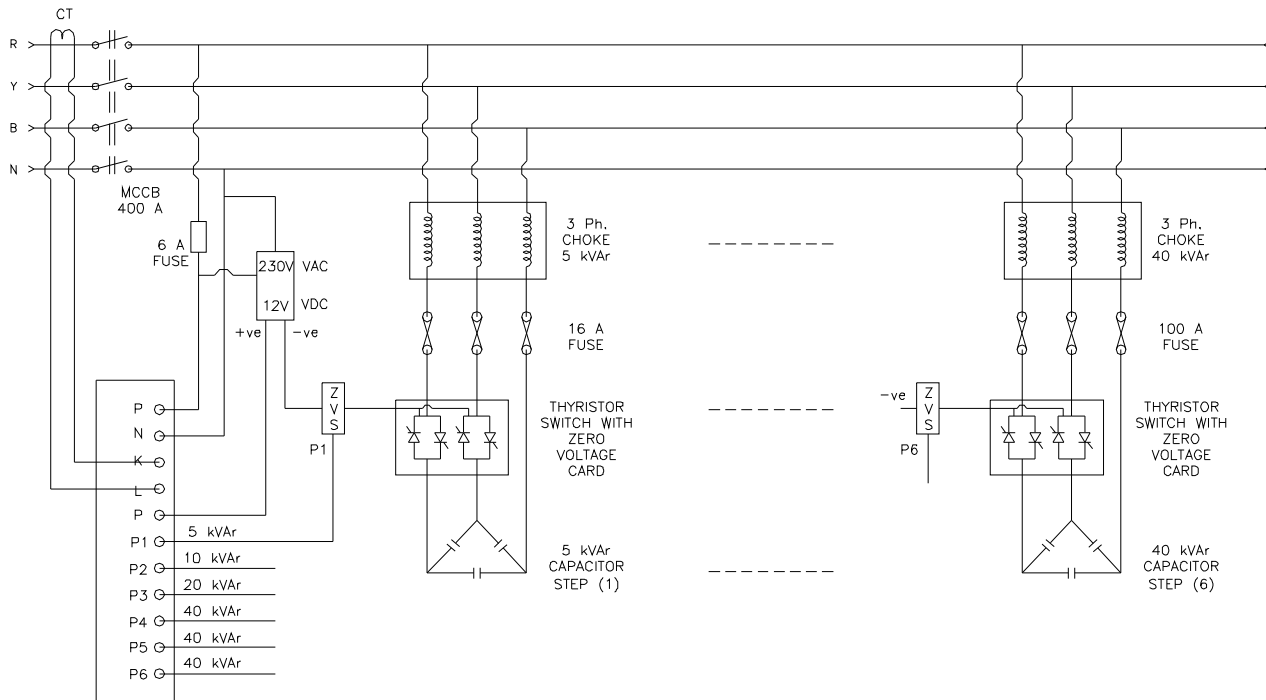 CT
R
Y
B
N
MCCB
400 A
6 A
FUSE
230V VAC
12V VDC
+ve
-ve
3 Ph.
CHOKE
5 kVAr
16 A
FUSE
Z
V
S
P1
THYRISTOR
SWITCH WITH
ZERO
VOLTAGE
CARD
5 kVAr
CAPACITOR
STEP (1)
3 Ph.
CHOKE
40 kVAr
100 A
FUSE
-ve
Z
V
S
P6
THYRISTOR
SWITCH WITH
ZERO
VOLTAGE
CARD
40 kVAr
CAPACITOR
STEP (6)
P
N
K
L
P
P1 5 kVAr
P2 10 kVAr
P3 20 kVAr
P4 40 kVAr
P5 40 kVAr
P6 40 kVAr